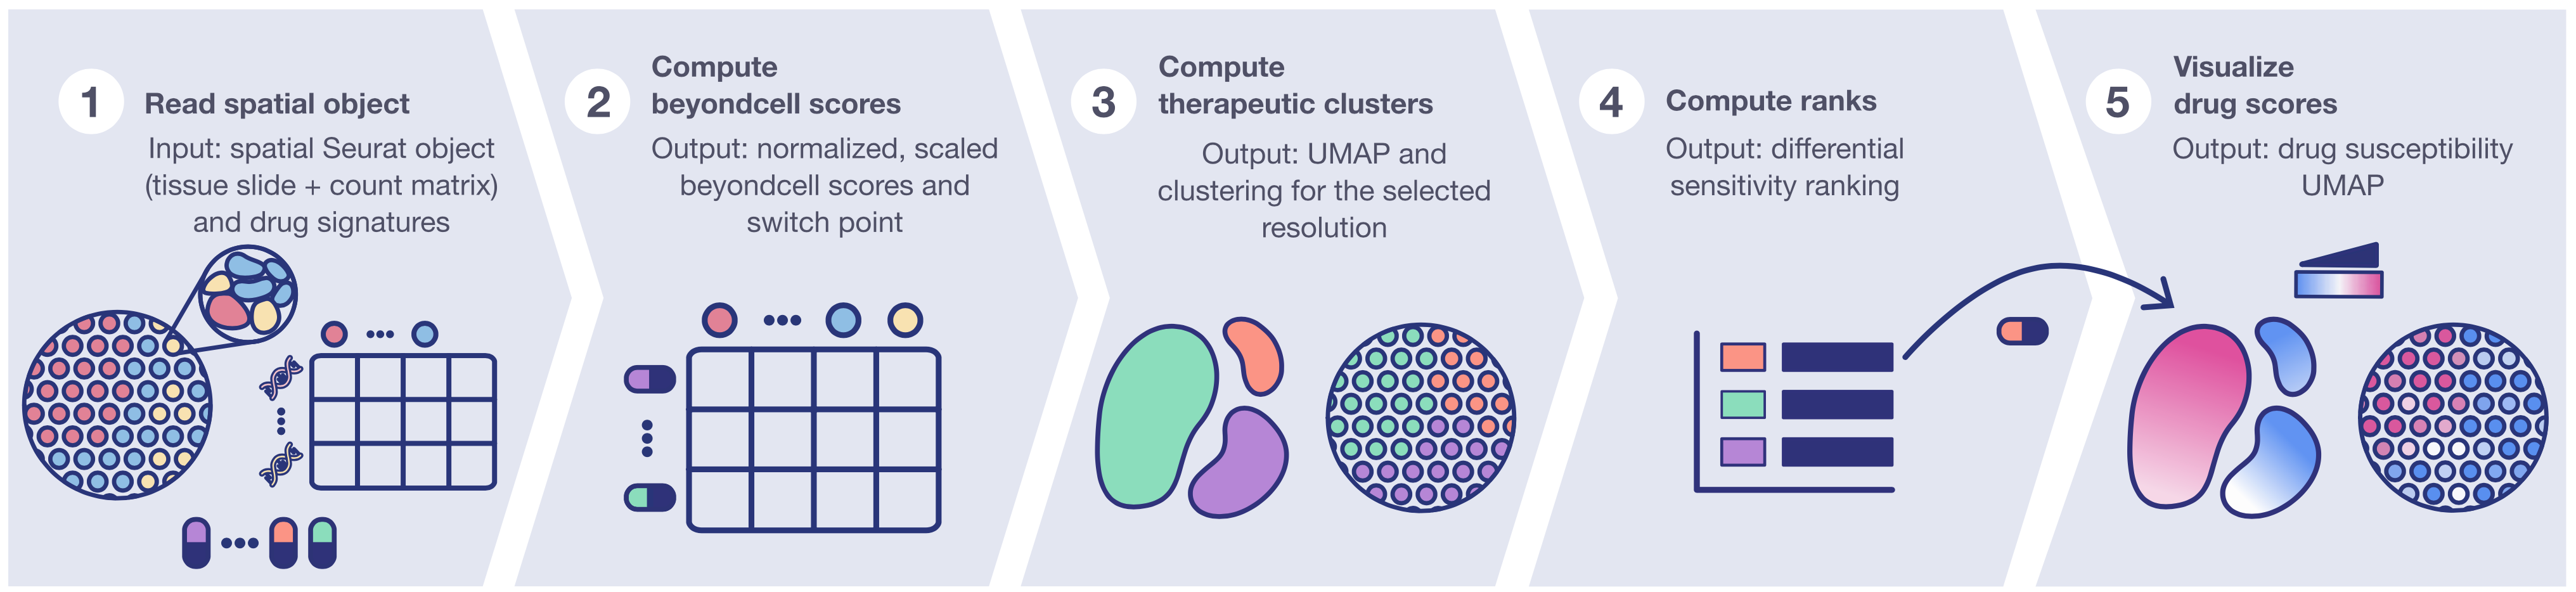 1
Read spatial object
Input: spatial Seurat object
(tissue slide + count matrix)
and drug signatures
2
Compute
beyondcell scores
Output: normalized, scaled
beyondcell scores and
switch point
3
Compute
therapeutic clusters
Output: UMAP and
clustering for the selected
resolution
4
Compute ranks
Output: differential
sensitivity ranking
5
Visualize
drug scores
Output: drug susceptibility
UMAP